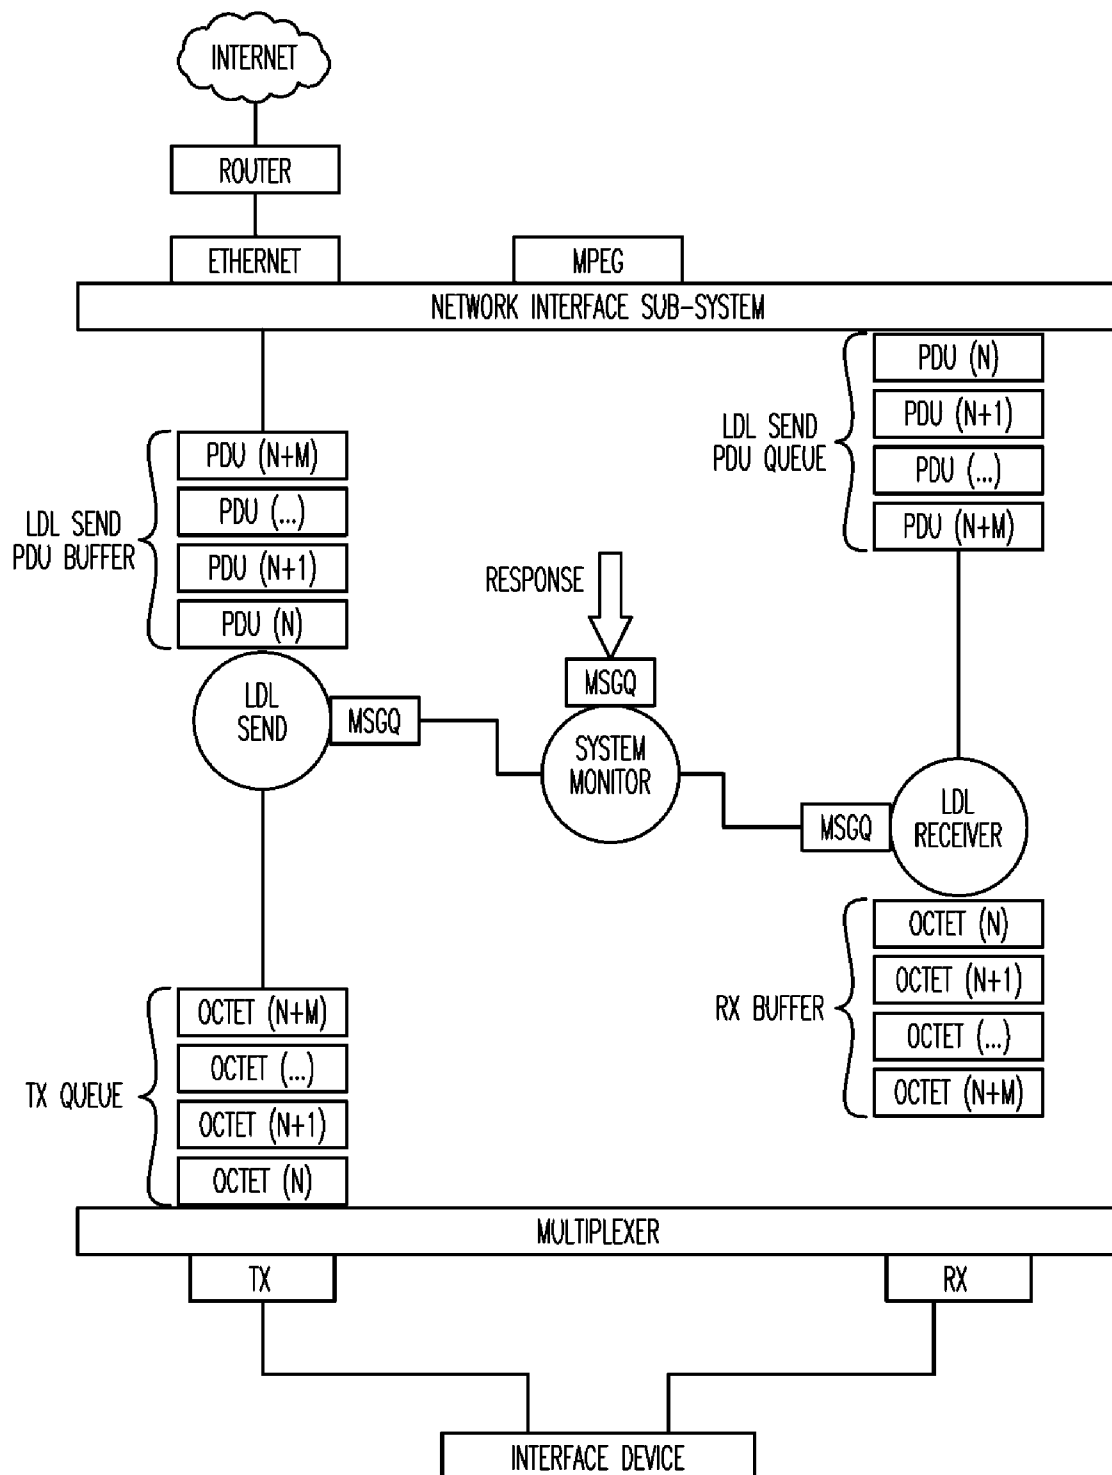 INTERNET
ROUTER
ETHERNET
MPEG
NETWORK INTERFACE SUB-SYSTEM
LDL SEND
PDU BUFFER
PDU (N+M)
PDU (...)
PDU (N+1)
PDU (N)
LDL SEND
PDU QUEUE
PDU (N)
PDU (N+1)
PDU (...)
PDU (N+M)
RESPONSE
MSGQ
LDL
SEND
MSGQ
SYSTEM
MONITOR
MSGQ
LDL
RECEIVER
RX BUFFER
OCTET (N)
OCTET (N+1)
OCTET (...)
OCTET (N+M)
TX QUEUE
OCTET (N+M)
OCTET (...)
OCTET (N+1)
OCTET (N)
MULTIPLEXER
TX
RX
INTERFACE DEVICE